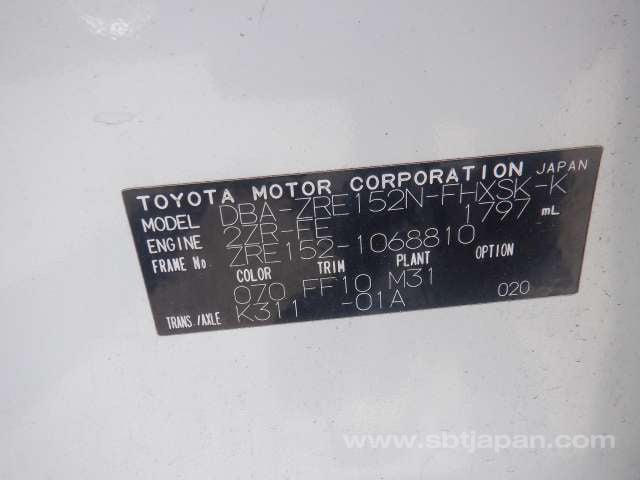 TOYOTA MOTOR CORPORATION JAPAN
MODEL DBA-ZRE152N-FHXSK-K
ENGINE 2ZR-FE 1797 mL
FRAME No. ZRE152-1068810
COLOR TRIM PLANT OPTION
070 FF10 M31
TRANS./AXLE K311 -01A 020
www.sbtjapan.com